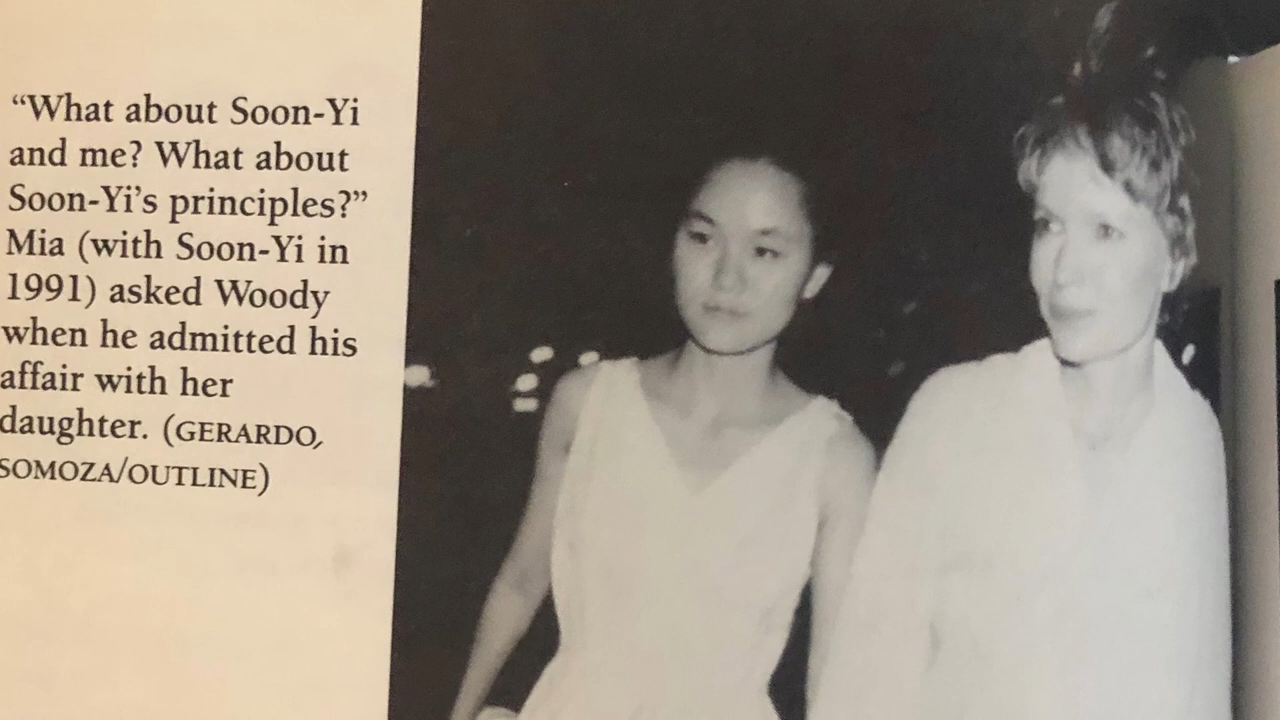 “What about Soon-Yi
and me? What about
Soon-Yi’s principles?”
Mia (with Soon-Yi in
1991) asked Woody
when he admitted his
affair with her
daughter. (GERARDO,
SOMOZA/OUTLINE)